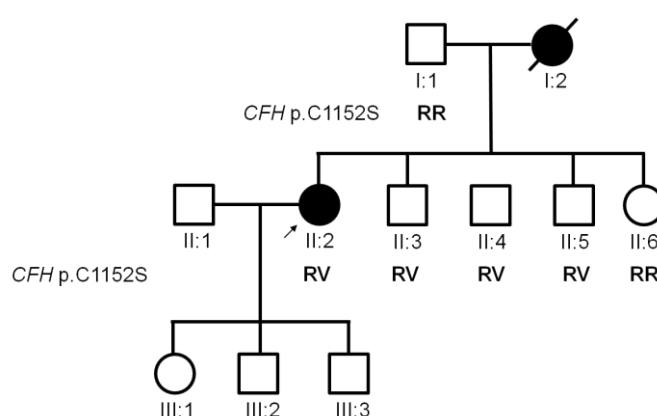 I:1 I:2
CFH p.C1152S RR
II:1 II:2 II:3 II:4 II:5 II:6
CFH p.C1152S RV RV RV RV RR
III:1 III:2 III:3